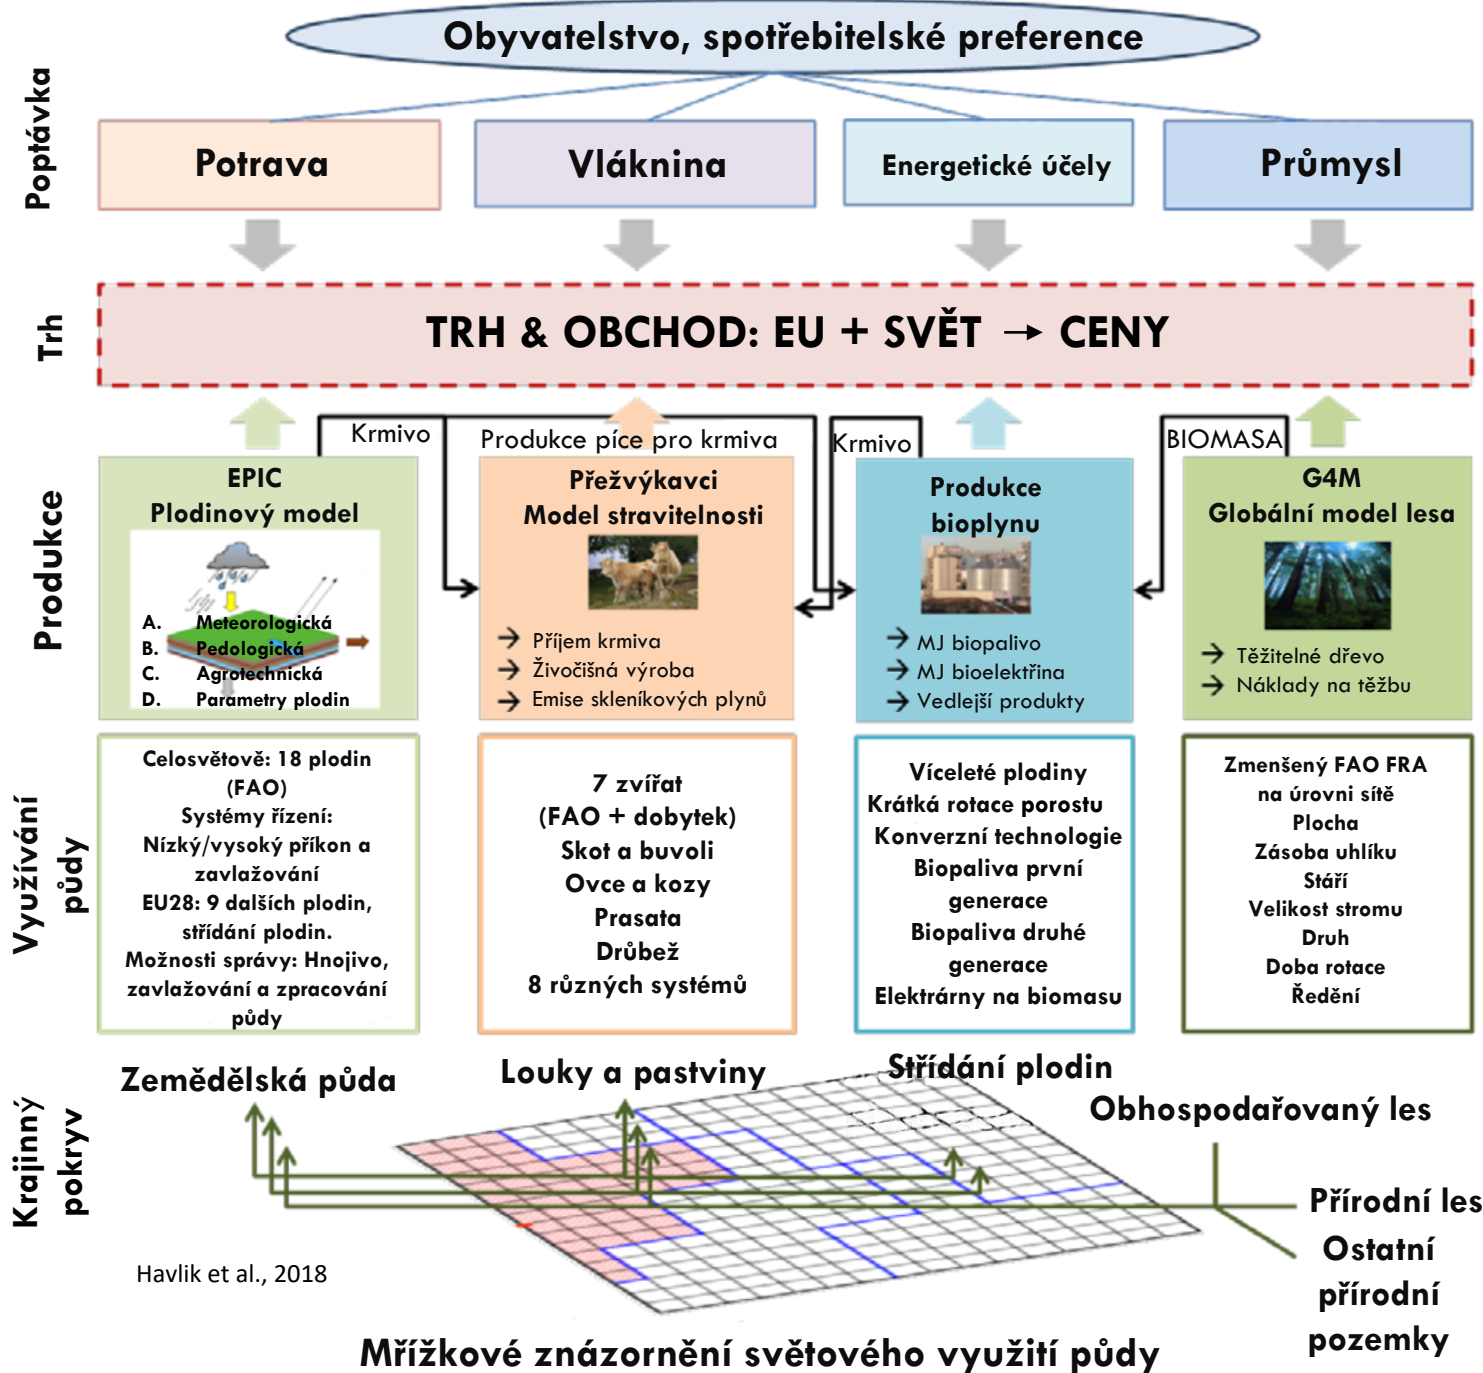 Obyvatelstvo, spotřebitelské preference
Poptávka
Potrava
Vláknina
Energetické účely
Průmysl
Trh
TRH & OBCHOD: EU + SVĚT → CENY
Produkce
Krmivo
Produkce píce pro krmiva
Krmivo
BIOMASA
EPIC
Plodinový model
A. Meteorologická
B. Pedologická
C. Agrotechnická
D. Parametry plodin
Přežvýkavci
Model stravitelnosti
→ Příjem krmiva
→ Živočišná výroba
→ Emise skleníkových plynů
Produkce
bioplynu
→ MJ biopalivo
→ MJ bioelektřina
→ Vedlejší produkty
G4M
Globální model lesa
→ Těžitelné dřevo
→ Náklady na těžbu
Využívání
půdy
Celosvětově: 18 plodin
(FAO)
Systémy řízení:
Nízký/vysoký příkon a
zavlažování
EU28: 9 dalších plodin,
střídání plodin.
Možnosti správy: Hnojivo,
zavlažování a zpracování
půdy
7 zvířat
(FAO + dobytek)
Skot a buvoli
Ovce a kozy
Prasata
Drůbež
8 různých systémů
Víceleté plodiny
Krátká rotace porostu
Konverzní technologie
Biopaliva první
generace
Biopaliva druhé
generace
Elektrárny na biomasu
Zmenšený FAO FRA
na úrovni sítě
Plocha
Zásoba uhlíku
Stáří
Velikost stromu
Druh
Doba rotace
Ředění
Krajinný
pokryv
Zemědělská půda
Louky a pastviny
Střídání plodin
Obhospodařovaný les
Přírodní les
Ostatní
přírodní
pozemky
Havlik et al., 2018
Mřížkové znázornění světového využití půdy